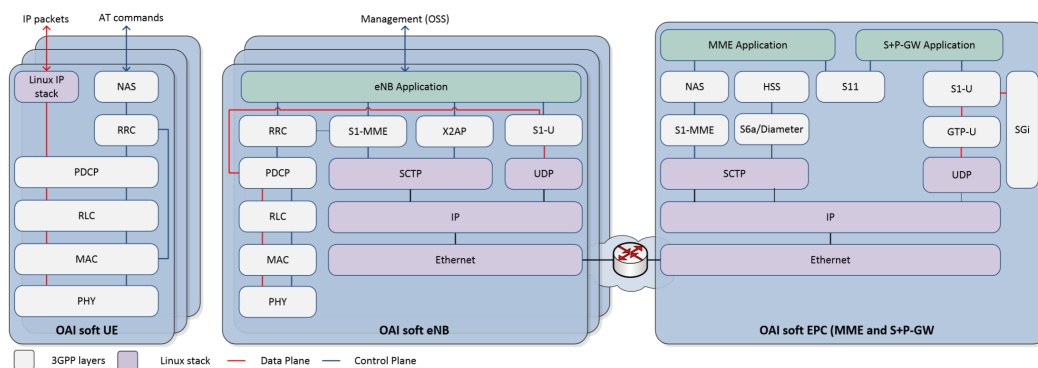 IP packets
AT commands
Linux IP
stack
NAS
RRC
PDCP
RLC
MAC
PHY
OAI soft UE
Management (OSS)
eNB Application
RRC
S1-MME
X2AP
S1-U
PDCP
SCTP
UDP
RLC
IP
MAC
Ethernet
PHY
OAI soft eNB
MME Application
S+P-GW Application
NAS
HSS
S11
S1-U
SGi
S1-MME
S6a/Diameter
GTP-U
SCTP
UDP
IP
Ethernet
OAI soft EPC (MME and S+P-GW
3GPP layers
Linux stack
Data Plane
Control Plane